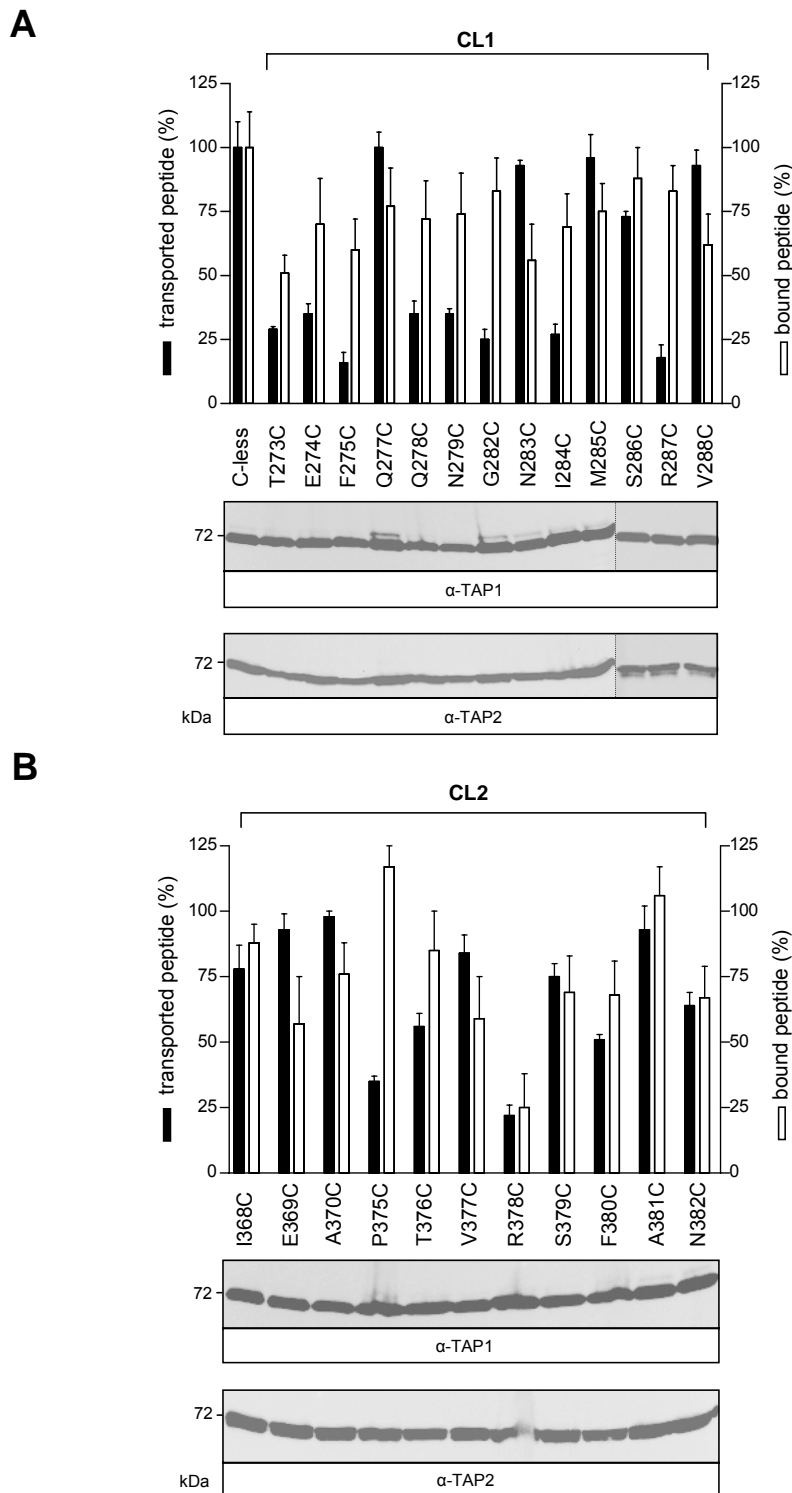 A
CL1
125 125
100 100
75 75
50 50
25 25
0 0
transported peptide (%)
bound peptide (%)
C-less T273C E274C F275C Q277C Q278C N279C G282C N283C I284C M285C S286C R287C V288C
72
α-TAP1
72
kDa α-TAP2
B
CL2
125 125
100 100
75 75
50 50
25 25
0 0
transported peptide (%)
bound peptide (%)
I368C E369C A370C P375C T376C V377C R378C S379C F380C A381C N382C
72
α-TAP1
72
kDa α-TAP2